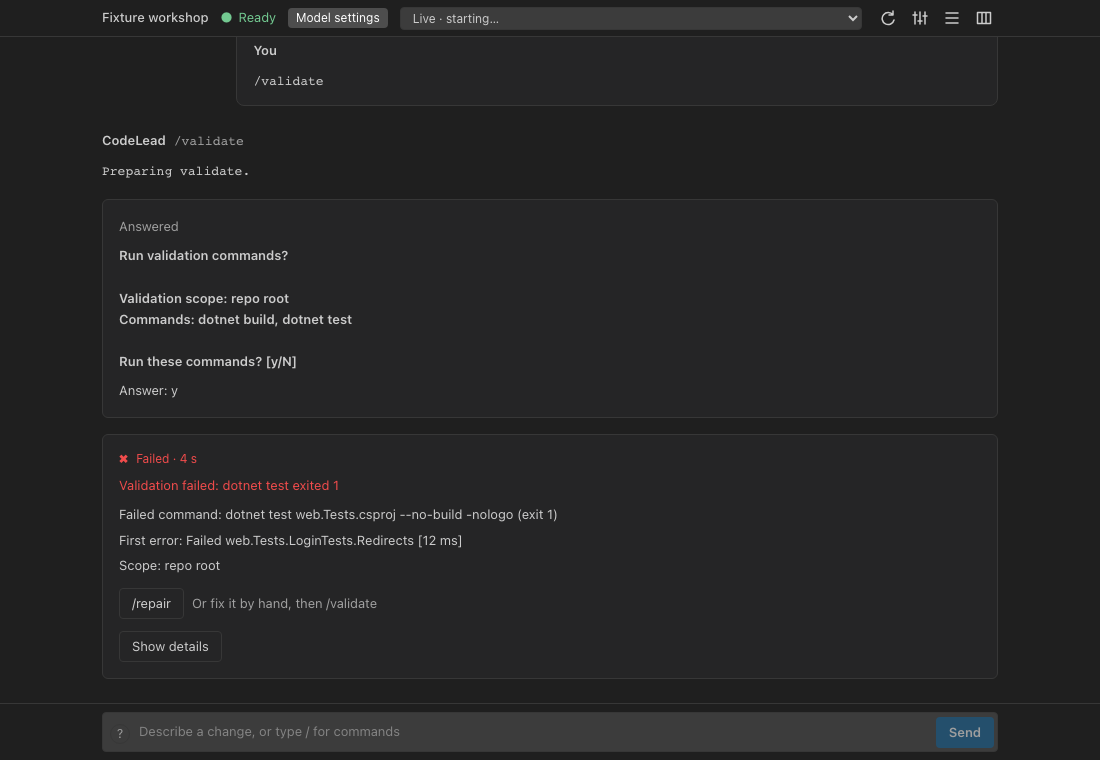 Fixture workshop Ready Model settings Live · starting...
You
/validate
CodeLead /validate
Preparing validate.
Answered
Run validation commands?
Validation scope: repo root
Commands: dotnet build, dotnet test
Run these commands? [y/N]
Answer: y
✖ Failed · 4 s
Validation failed: dotnet test exited 1
Failed command: dotnet test web.Tests.csproj --no-build -nologo (exit 1)
First error: Failed web.Tests.LoginTests.Redirects [12 ms]
Scope: repo root
/repair Or fix it by hand, then /validate
Show details
? Describe a change, or type / for commands Send